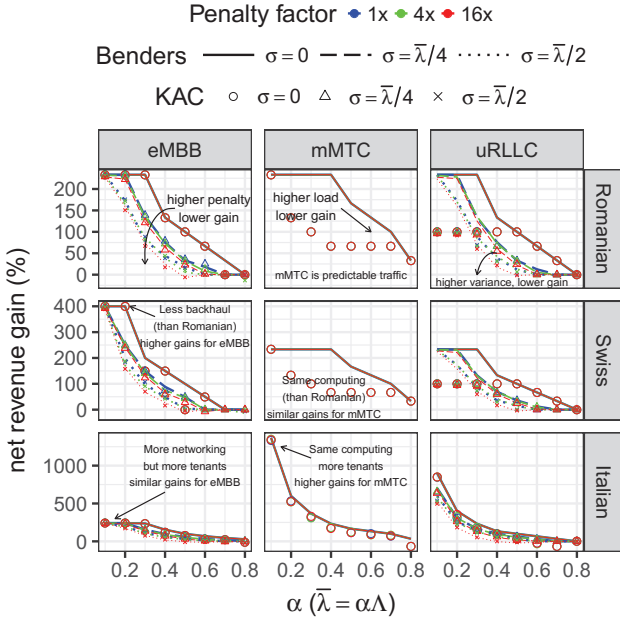 Penalty factor 1x 4x 16x
Benders σ=0 σ=λ̅/4 σ=λ̅/2
KAC σ=0 σ=λ̅/4 σ=λ̅/2
eMBB mMTC uRLLC
net revenue gain (%)
200
150
100
50
0
higher penalty
lower gain
higher load
lower gain
mMTC is predictable traffic
higher variance, lower gain
Romanian
400
300
200
100
0
Less backhaul
(than Romanian)
higher gains for eMBB
Same computing
(than Romanian)
similar gains for mMTC
Swiss
1000
500
0
More networking
but more tenants
similar gains for eMBB
Same computing
more tenants
higher gains for mMTC
Italian
0.2 0.4 0.6 0.8 0.2 0.4 0.6 0.8 0.2 0.4 0.6 0.8
α (λ̅ = αΛ)